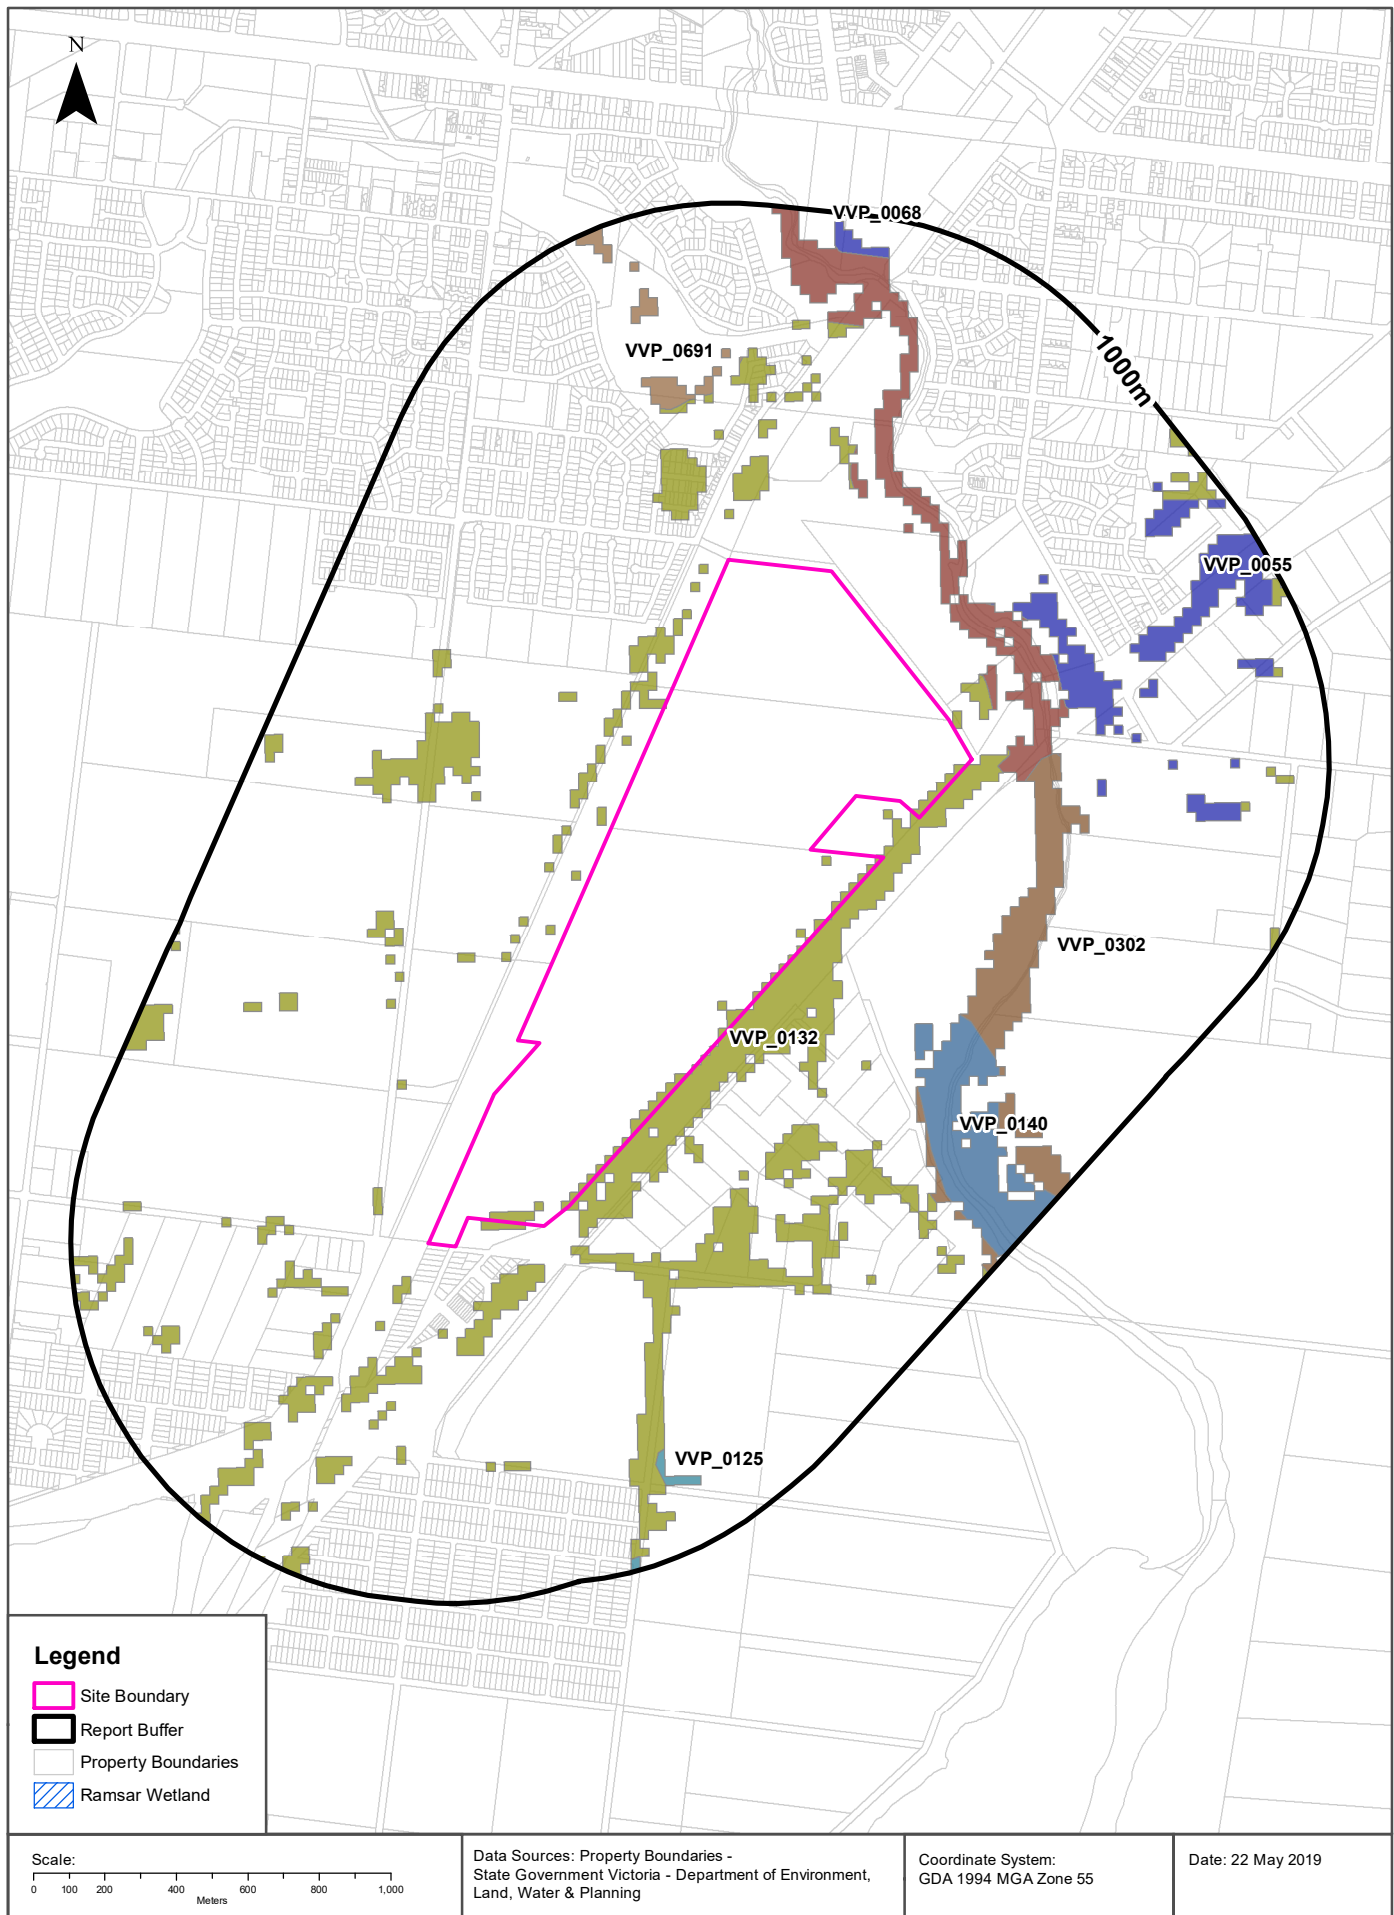 N
VVP_0068
1000m
VVP_0691
VVP_0055
VVP_0302
VVP_0132
VVP_0140
VVP_0125
Legend
Site Boundary
Report Buffer
Property Boundaries
Ramsar Wetland
Scale:
0 100 200 400 600 800 1,000
Meters
Data Sources: Property Boundaries -
State Government Victoria - Department of Environment,
Land, Water & Planning
Coordinate System:
GDA 1994 MGA Zone 55
Date: 22 May 2019